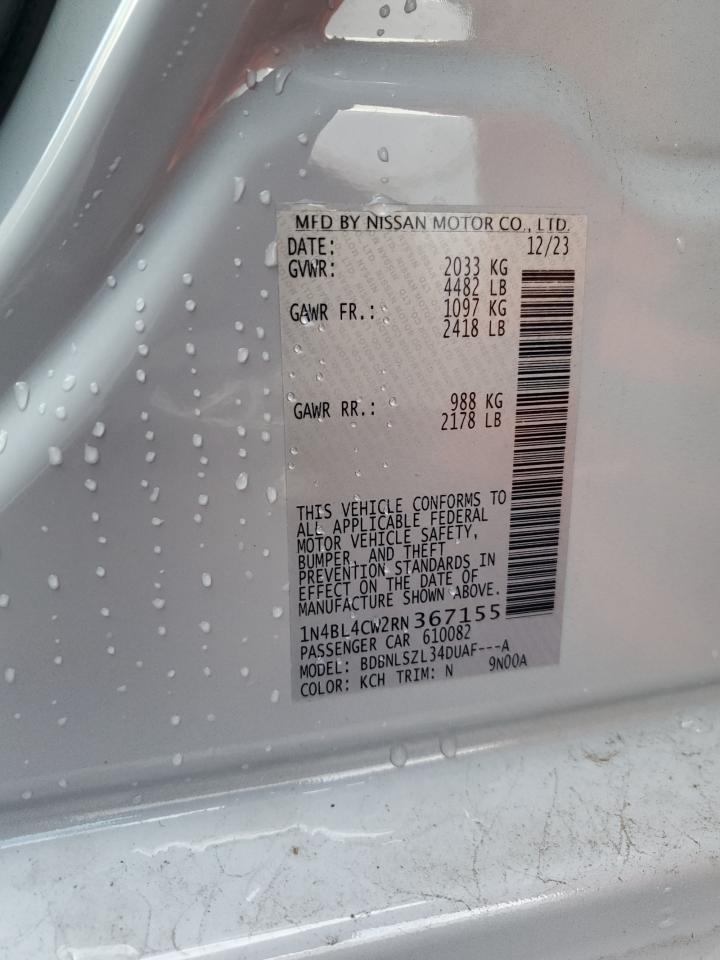 MFD BY NISSAN MOTOR CO., LTD.
DATE: 12/23
GVWR: 2033 KG
4482 LB
GAWR FR.: 1097 KG
2418 LB
GAWR RR.: 988 KG
2178 LB
THIS VEHICLE CONFORMS TO
ALL APPLICABLE FEDERAL
MOTOR VEHICLE SAFETY,
BUMPER, AND THEFT
PREVENTION STANDARDS IN
EFFECT ON THE DATE OF
MANUFACTURE SHOWN ABOVE.
1N4BL4CW2RN367155
PASSENGER CAR 610082
MODEL: BDBNLSZL34DUAF---A
COLOR: KCH TRIM: N 9N00A